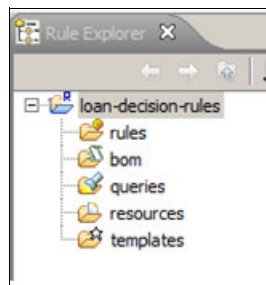 Rule Explorer
loan-decision-rules
rules
bom
queries
resources
templates